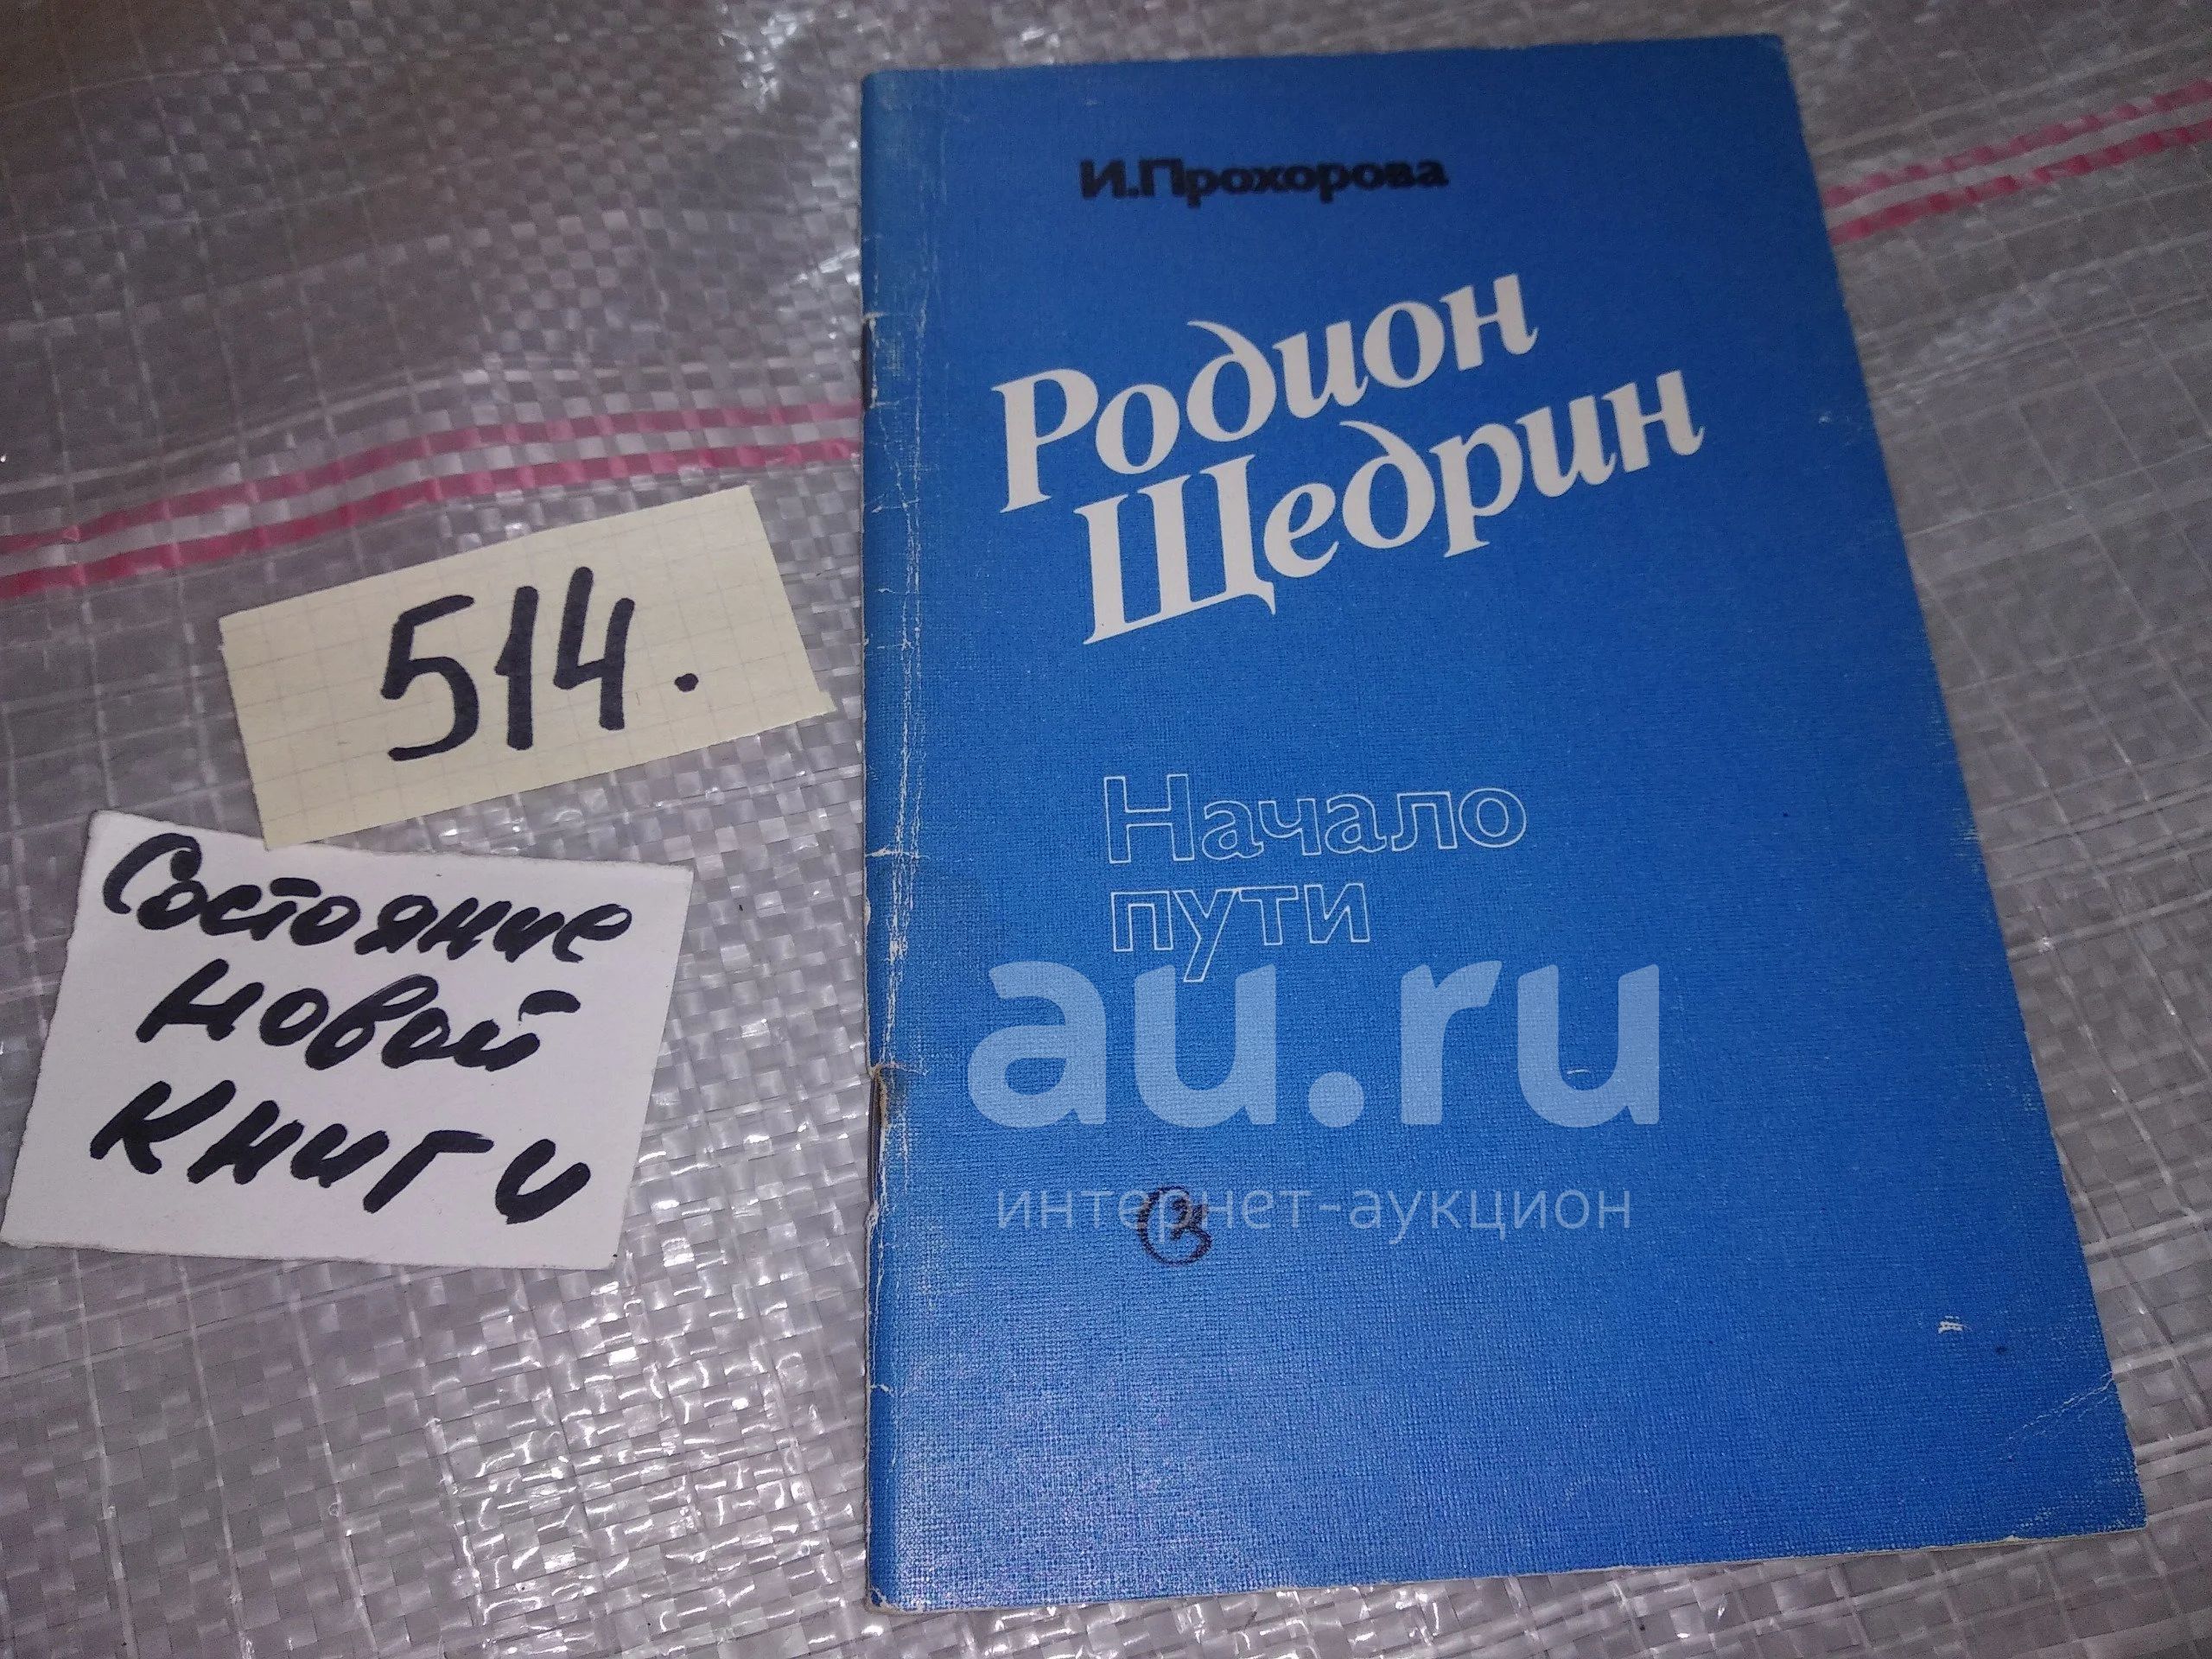 И.Прохорова
Родион
Щедрин
Начало
пути
514.
Состояние
новой
книги
au.ru
интернет-аукцион